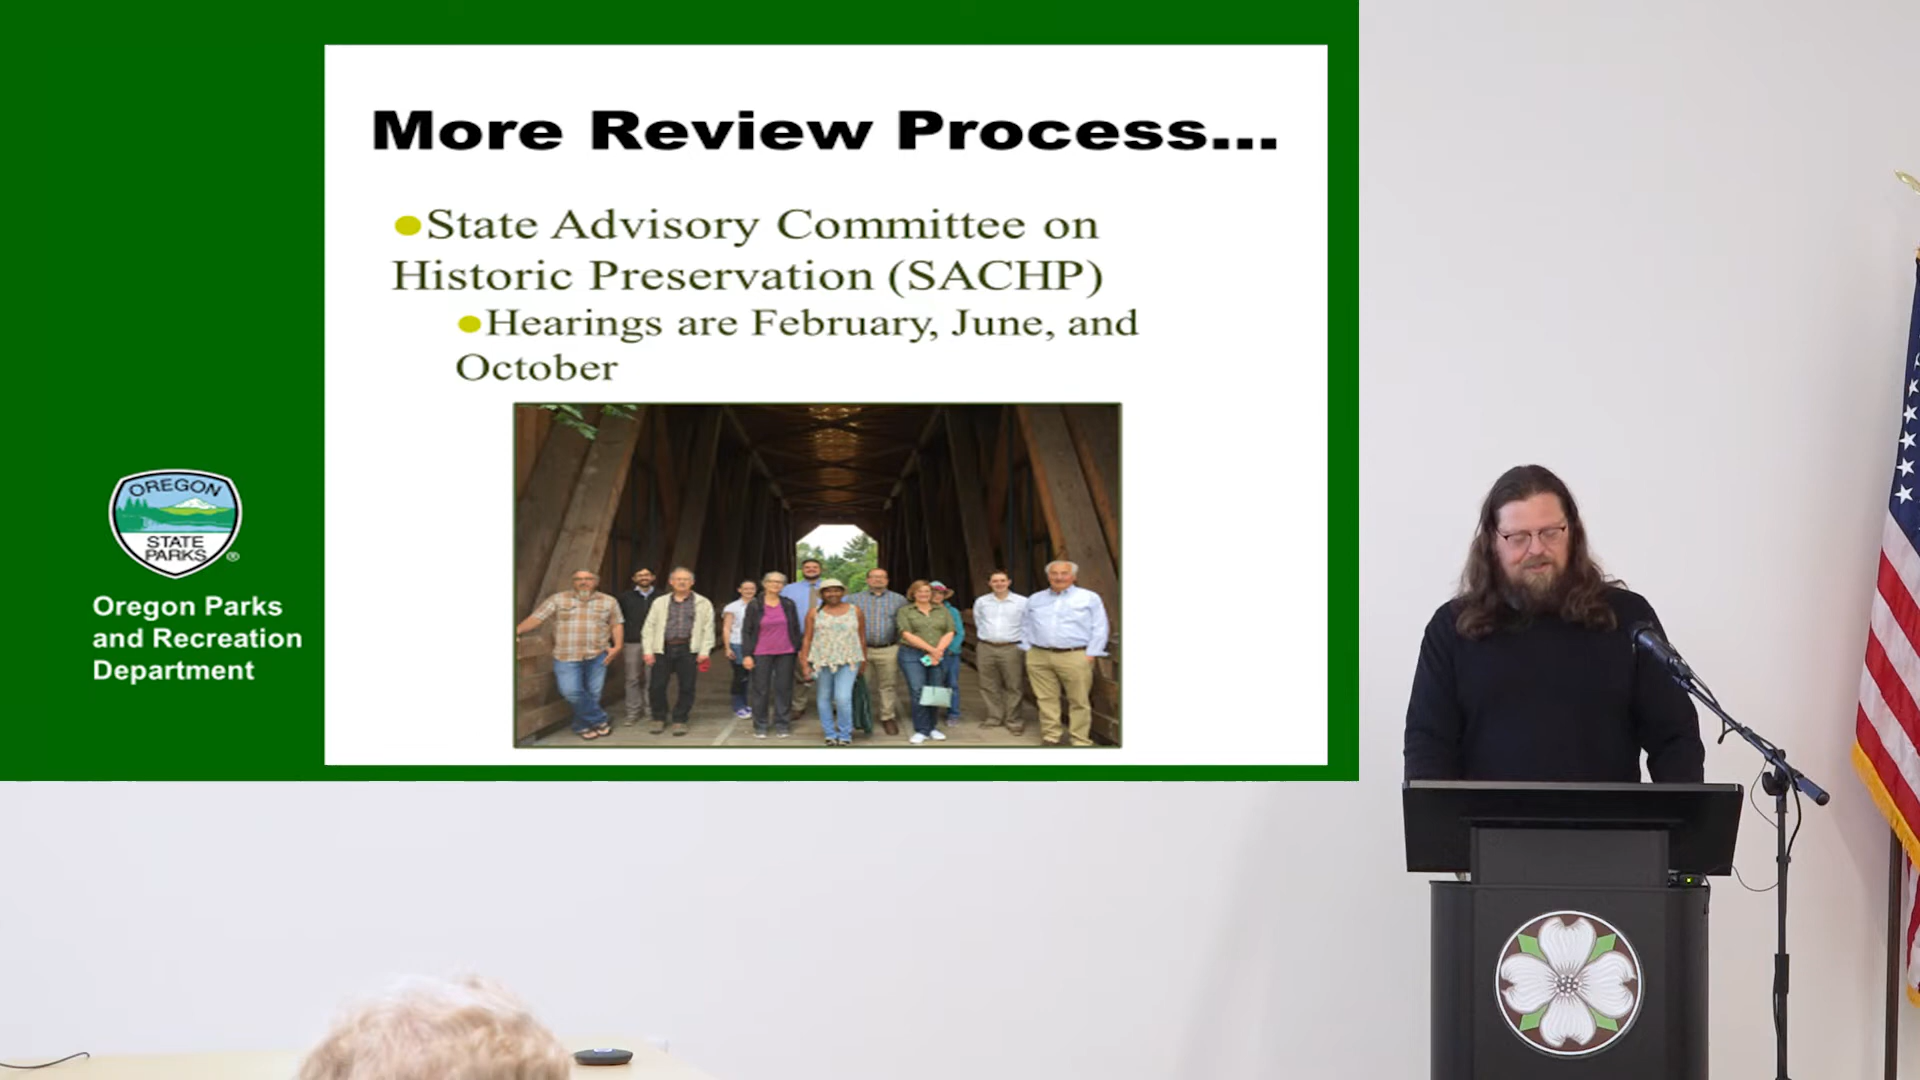 More Review Process...
●State Advisory Committee on
Historic Preservation (SACHP)
●Hearings are February, June, and
October
OREGON
STATE
PARKS
®
Oregon Parks
and Recreation
Department